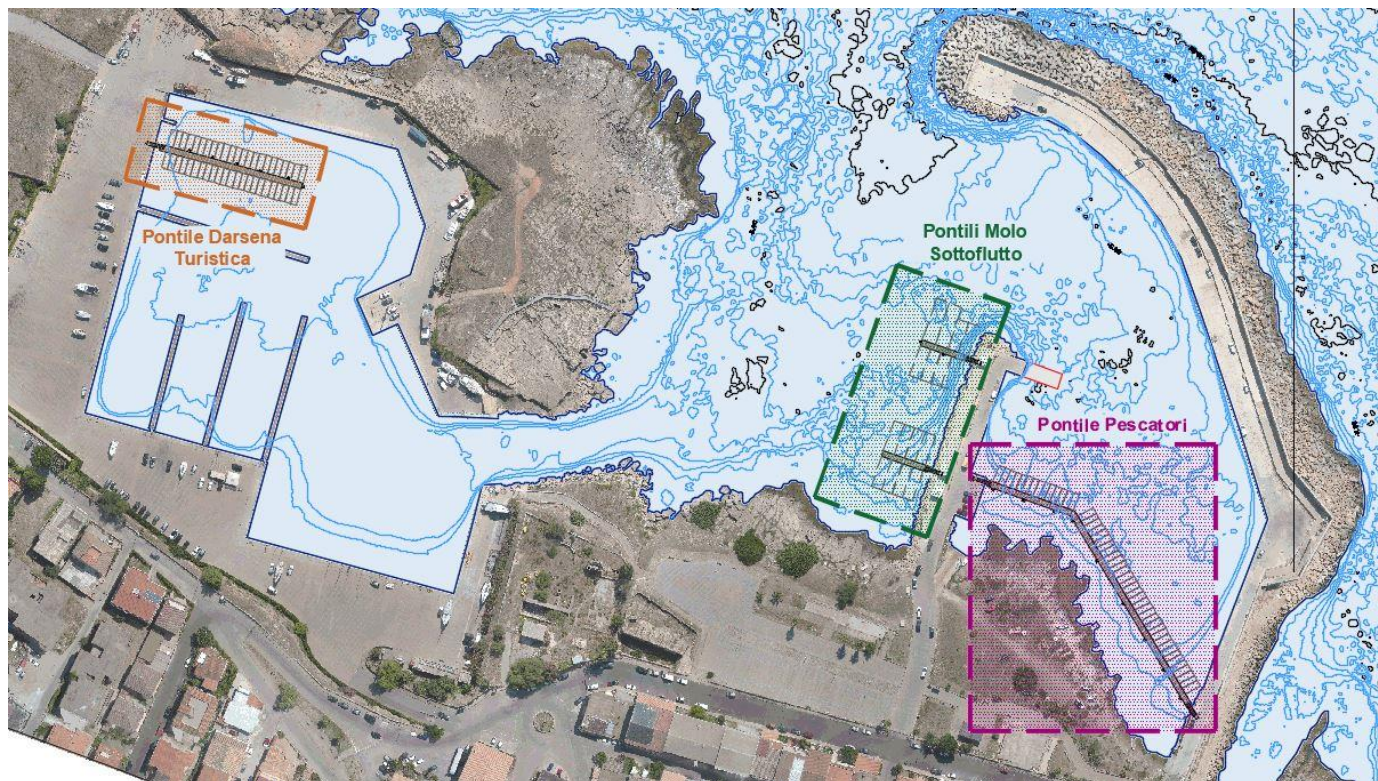 Pontile Darsena
Turistica
Pontili Molo
Sottoflutto
Pontile Pescatori